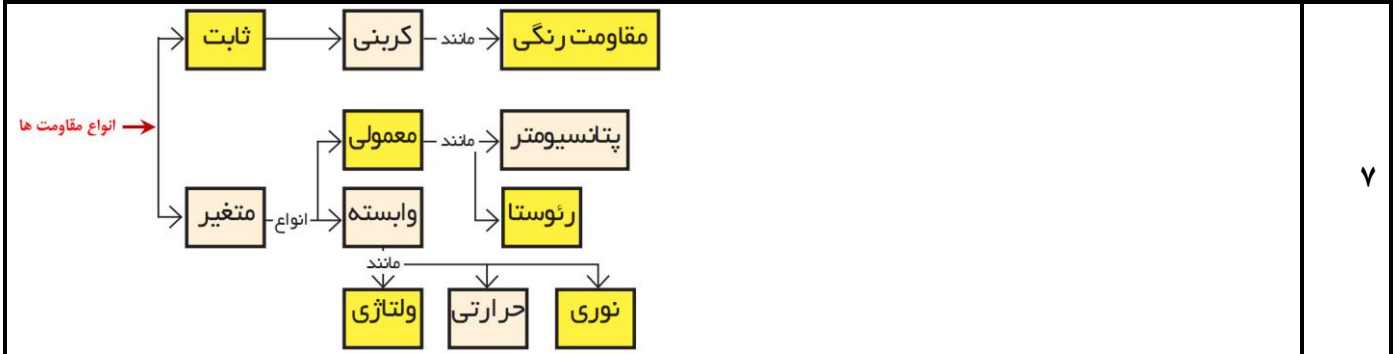 ثابت
کربنی
مانند
مقاومت رنگی
انواع مقاومت ها
معمولی
مانند
پتانسیومتر
رئوستا
متغیر
انواع
وابسته
مانند
ولتاژی
حرارتی
نوری
۷